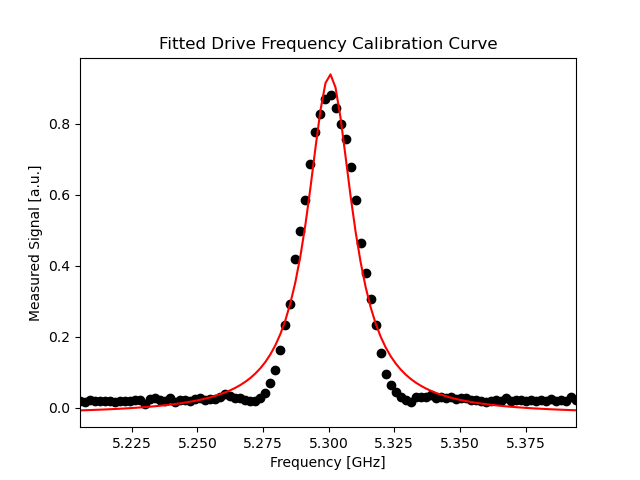 Fitted Drive Frequency Calibration Curve
Measured Signal [a.u.]
0.8
0.6
0.4
0.2
0.0
5.225 5.250 5.275 5.300 5.325 5.350 5.375
Frequency [GHz]